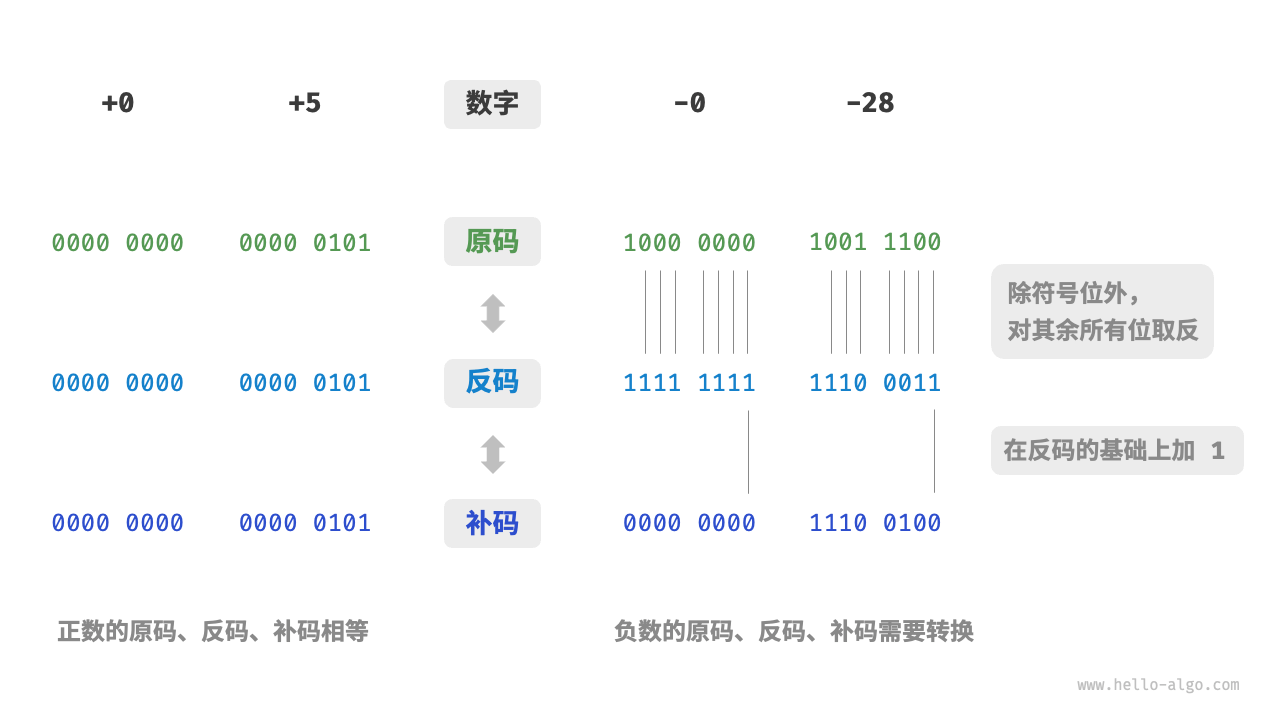 +0 +5 数字 -0 -28
0000 0000 0000 0101 原码 1000 0000 1001 1100
除符号位外，
对其余所有位取反
0000 0000 0000 0101 反码 1111 1111 1110 0011
在反码的基础上加 1
0000 0000 0000 0101 补码 0000 0000 1110 0100
正数的原码、反码、补码相等 负数的原码、反码、补码需要转换
www.hello-algo.com